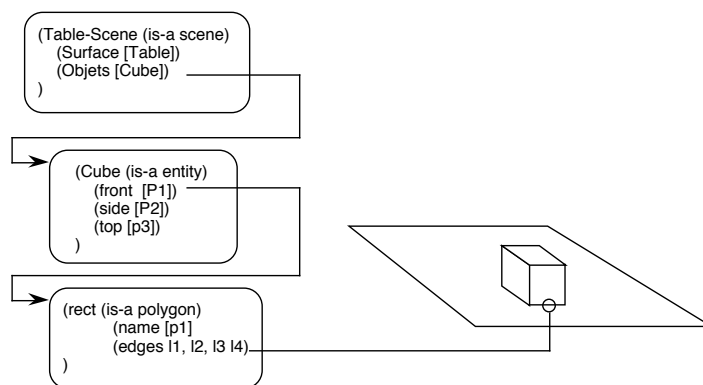 (Table-Scene (is-a scene)
(Surface [Table])
(Objets [Cube])
)
(Cube (is-a entity)
(front [P1])
(side [P2])
(top [p3])
)
(rect (is-a polygon)
(name [p1]
(edges l1, l2, l3 l4)
)